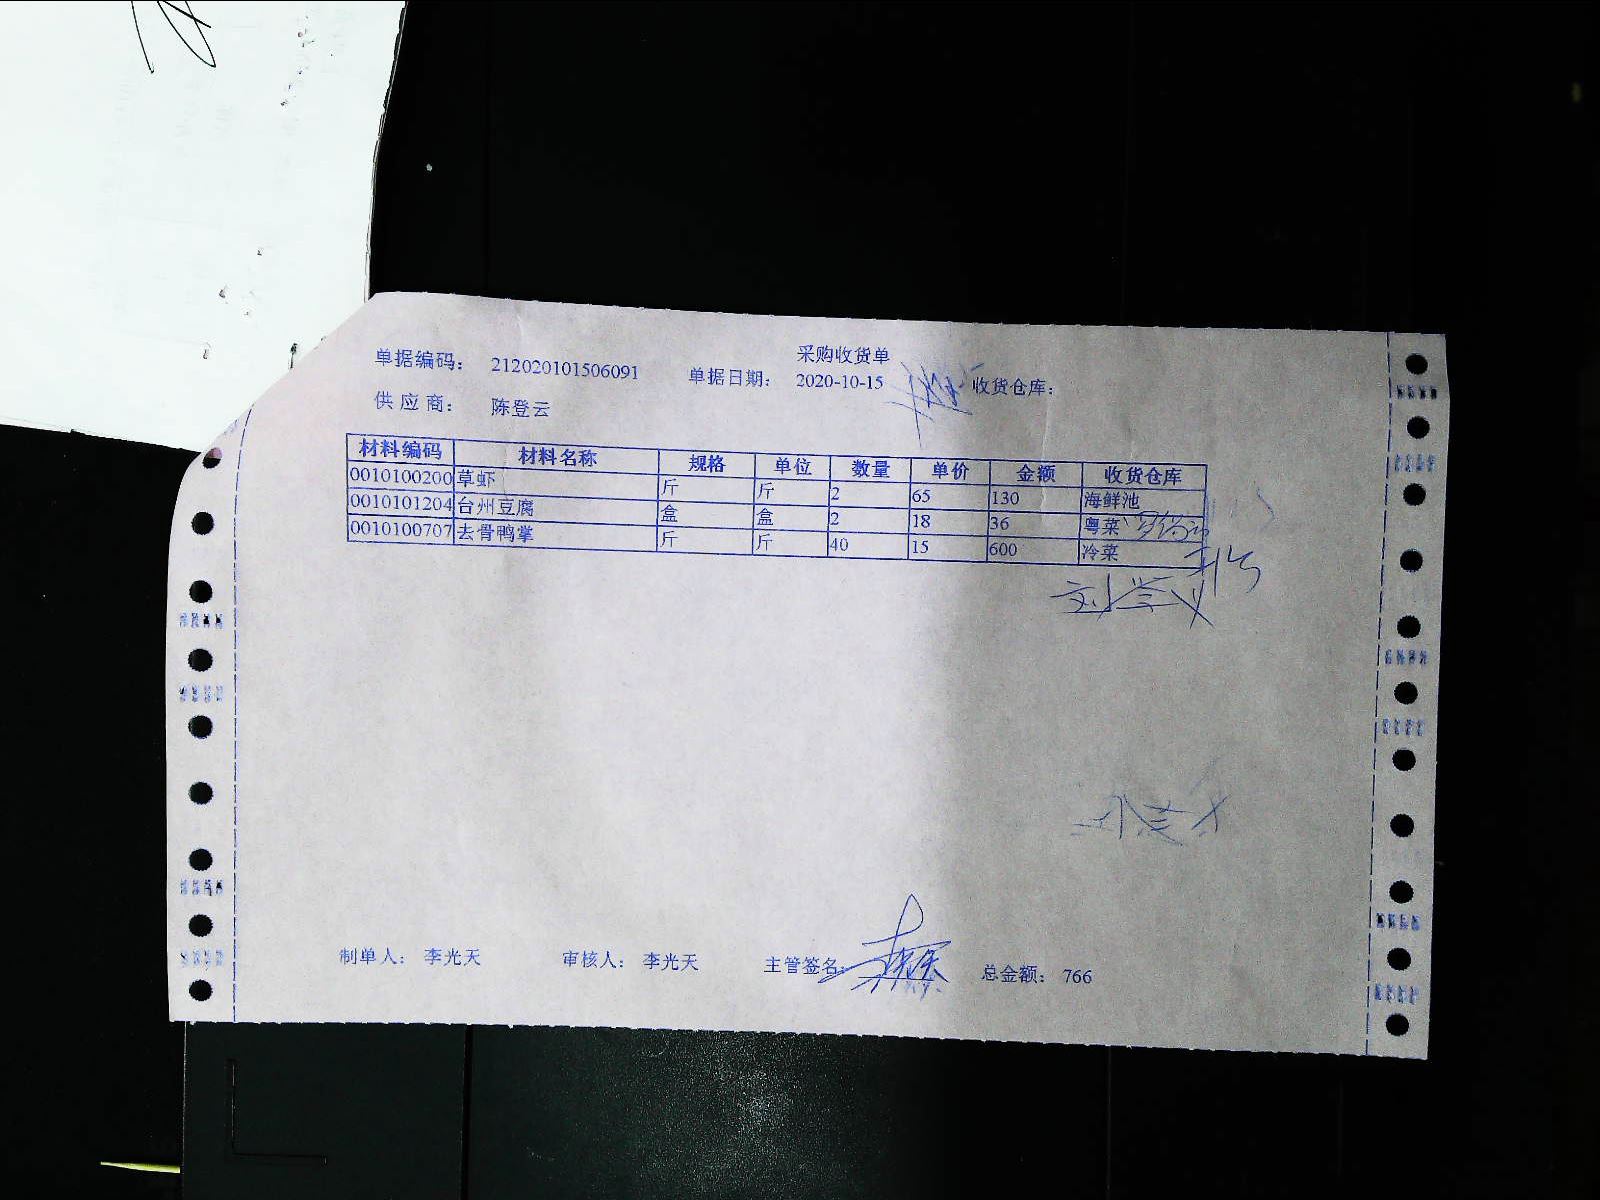 采购收货单
单据编码： 212020101506091 单据日期： 2020-10-15 收货仓库：
供应商： 陈登云
材料编码 材料名称 规格 单位 数量 单价 金额 收货仓库
0010100200 草虾 斤 斤 2 65 130 海鲜池
0010101204 台州豆腐 盒 盒 2 18 36 粤菜
0010100707 去骨鸭掌 斤 斤 40 15 600 冷菜
刘学义
制单人： 李光天 审核人： 李光天 主管签名： 总金额： 766